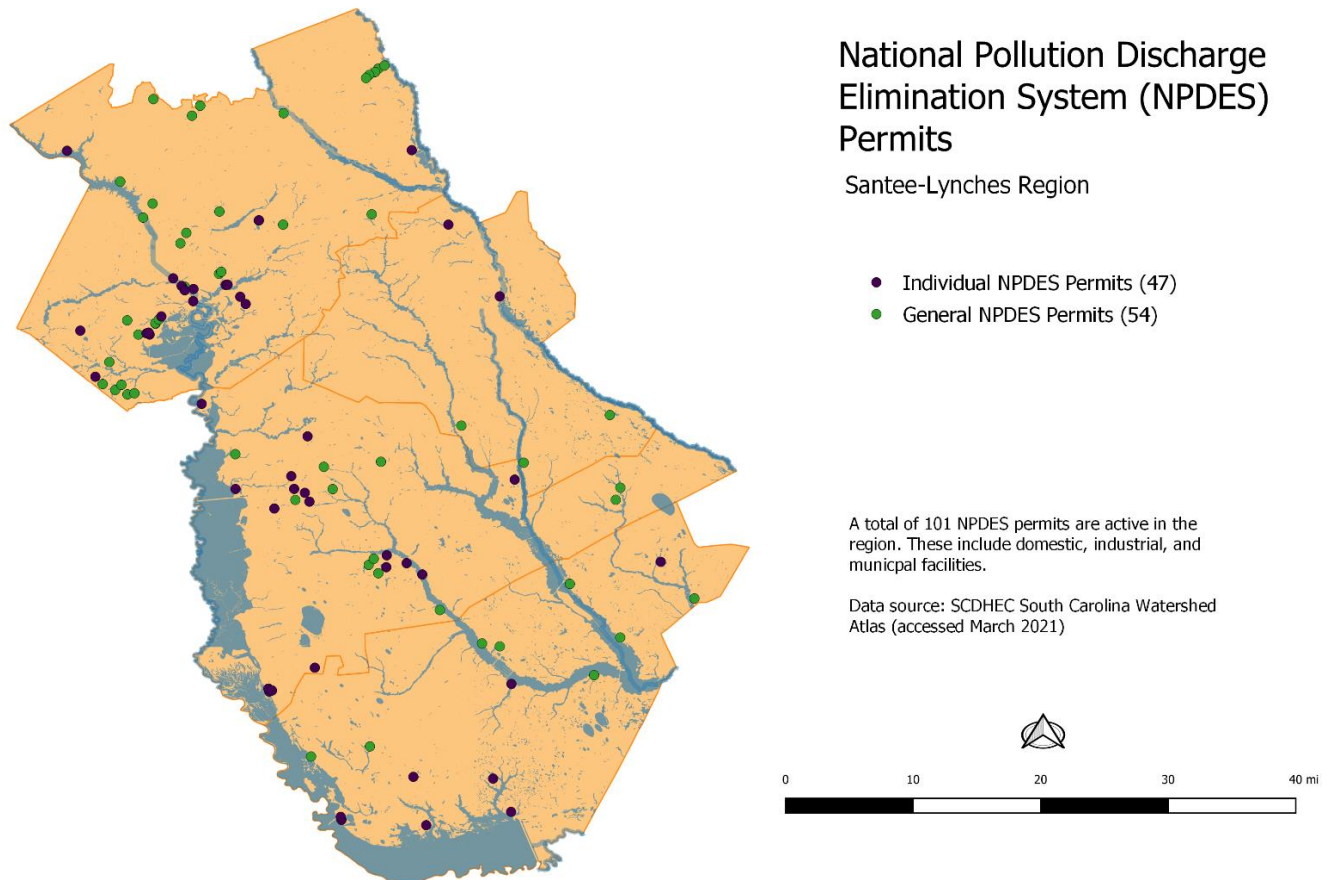 National Pollution Discharge
Elimination System (NPDES)
Permits
Santee-Lynches Region
Individual NPDES Permits (47)
General NPDES Permits (54)
A total of 101 NPDES permits are active in the
region. These include domestic, industrial, and
municpal facilities.
Data source: SCDHEC South Carolina Watershed
Atlas (accessed March 2021)
0 10 20 30 40 mi